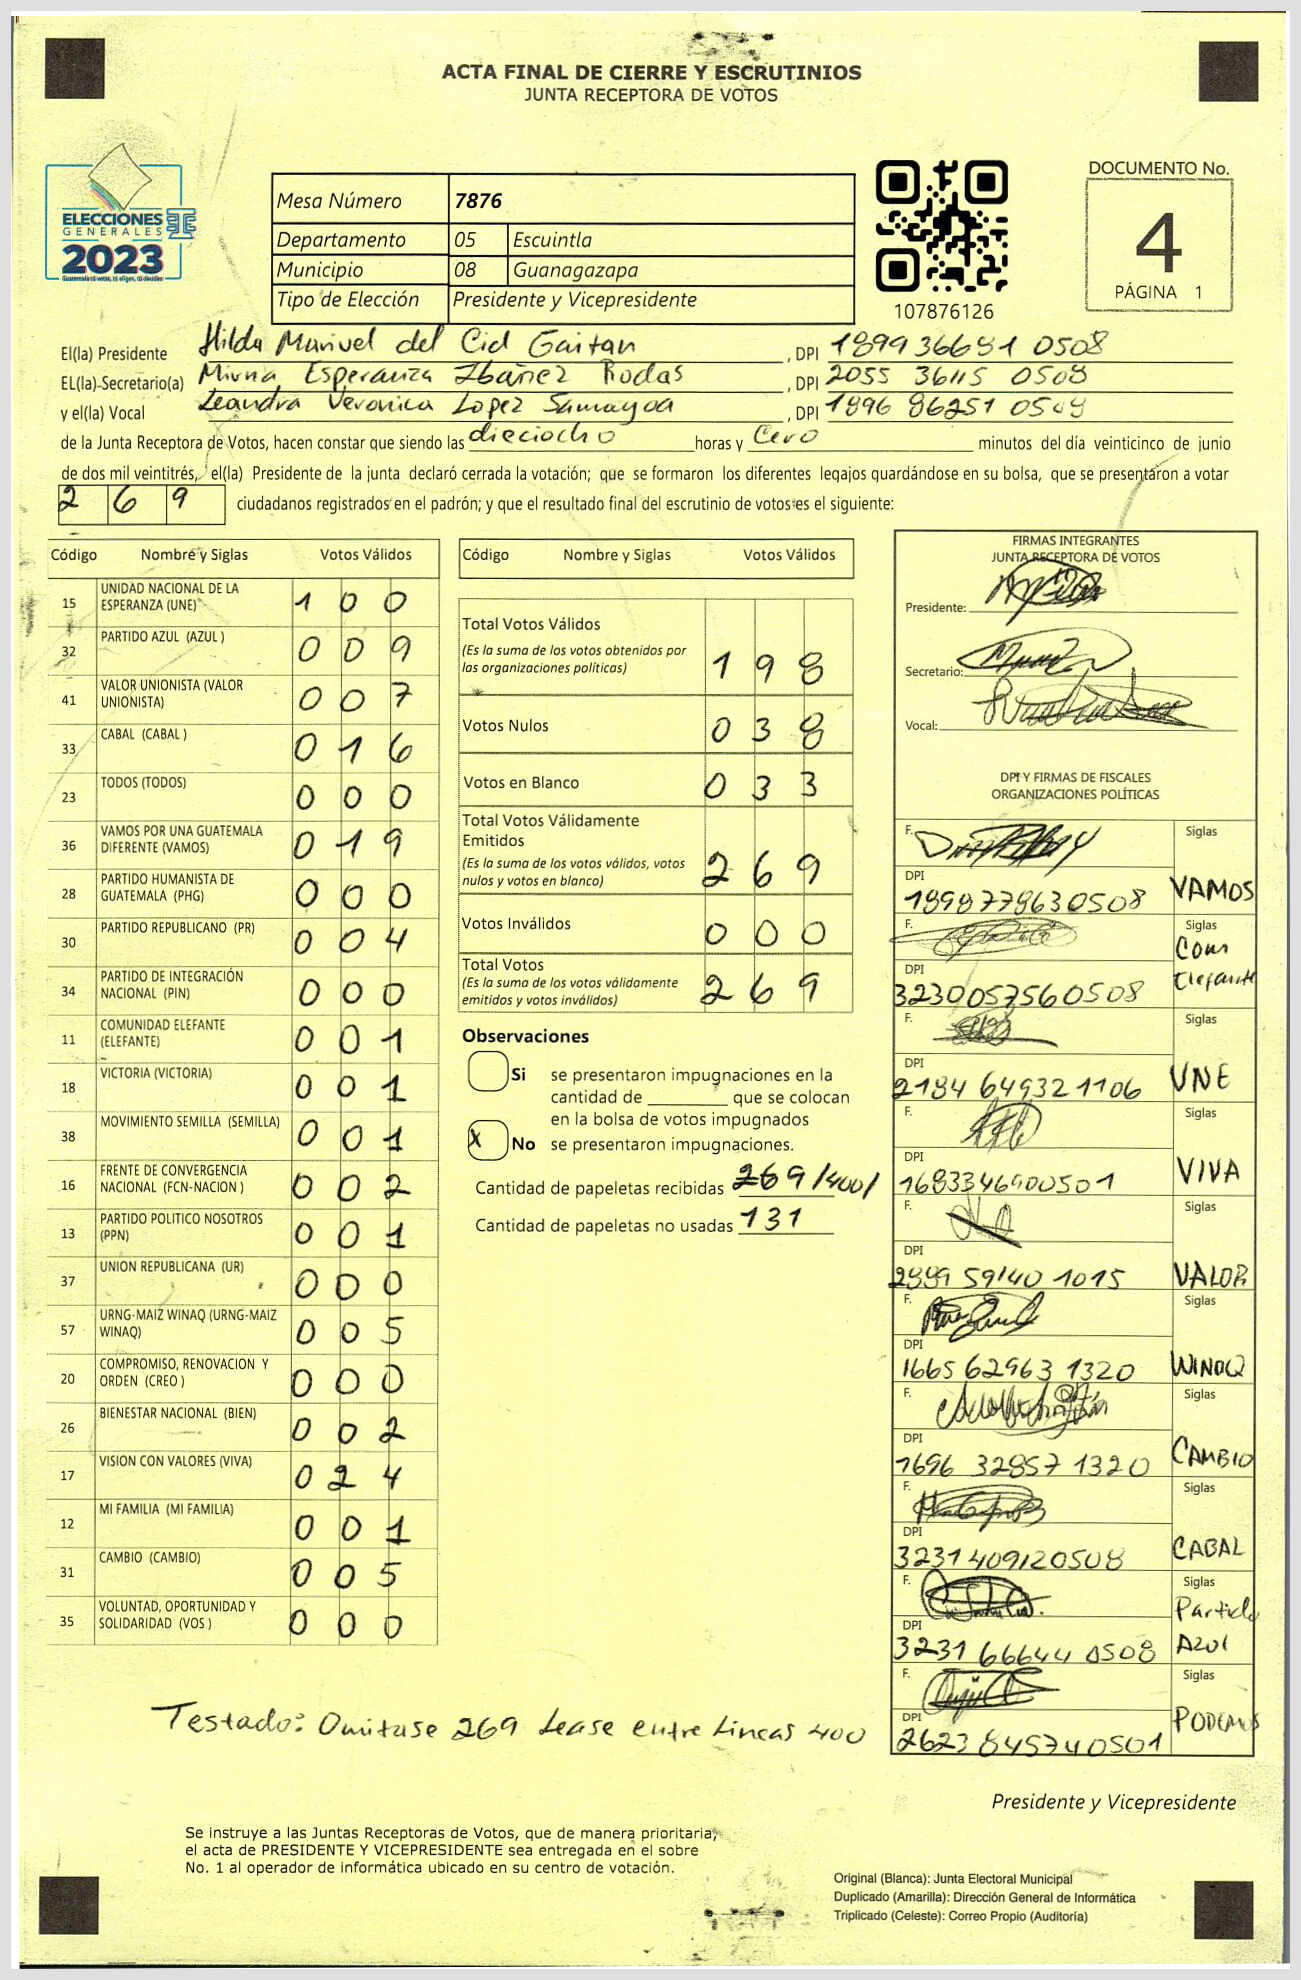 ACTA FINAL DE CIERRE Y ESCRUTINIOS
JUNTA RECEPTORA DE VOTOS
ELECCIONES
GENERALES
2023
Guatemala tú votas, tú eliges, tú decides
Mesa Número 7876
Departamento 05 Escuintla
Municipio 08 Guanagazapa
Tipo de Elección Presidente y Vicepresidente
107876126
DOCUMENTO No.
4
PÁGINA 1
El(la) Presidente Hilda Marivel del Cid Gaitan, DPI 1899 36681 0508
EL(la) Secretario(a) Mirna Esperanza Ibáñez Rodas, DPI 2055 36115 0508
y el(la) Vocal Leandra Veronica Lopez Samayoa, DPI 1896 86251 0508
de la Junta Receptora de Votos, hacen constar que siendo las dieciocho horas y cero minutos del día veinticinco de junio
de dos mil veintitrés, el(la) Presidente de la junta declaró cerrada la votación; que se formaron los diferentes legajos quardándose en su bolsa, que se presentaron a votar
2 6 9 ciudadanos registrados en el padrón; y que el resultado final del escrutinio de votos es el siguiente:
Código Nombre y Siglas Votos Válidos
15 UNIDAD NACIONAL DE LA ESPERANZA (UNE) 1 0 0
32 PARTIDO AZUL (AZUL ) 0 0 9
41 VALOR UNIONISTA (VALOR UNIONISTA) 0 0 7
33 CABAL (CABAL ) 0 1 6
23 TODOS (TODOS) 0 0 0
36 VAMOS POR UNA GUATEMALA DIFERENTE (VAMOS) 0 1 9
28 PARTIDO HUMANISTA DE GUATEMALA (PHG) 0 0 0
30 PARTIDO REPUBLICANO (PR) 0 0 4
34 PARTIDO DE INTEGRACIÓN NACIONAL (PIN) 0 0 0
11 COMUNIDAD ELEFANTE (ELEFANTE) 0 0 1
18 VICTORIA (VICTORIA) 0 0 1
38 MOVIMIENTO SEMILLA (SEMILLA) 0 0 1
16 FRENTE DE CONVERGENCIA NACIONAL (FCN-NACION ) 0 0 2
13 PARTIDO POLITICO NOSOTROS (PPN) 0 0 1
37 UNION REPUBLICANA (UR) 0 0 0
57 URNG-MAIZ WINAQ (URNG-MAIZ WINAQ) 0 0 5
20 COMPROMISO, RENOVACION Y ORDEN (CREO ) 0 0 0
26 BIENESTAR NACIONAL (BIEN) 0 0 2
17 VISION CON VALORES (VIVA) 0 2 4
12 MI FAMILIA (MI FAMILIA) 0 0 1
31 CAMBIO (CAMBIO) 0 0 5
35 VOLUNTAD, OPORTUNIDAD Y SOLIDARIDAD (VOS ) 0 0 0
Código Nombre y Siglas Votos Válidos
Total Votos Válidos 1 9 8
(Es la suma de los votos obtenidos por
las organizaciones políticas)
Votos Nulos 0 3 8
Votos en Blanco 0 3 3
Total Votos Válidamente
Emitidos
(Es la suma de los votos válidos, votos
nulos y votos en blanco) 2 6 9
Votos Inválidos 0 0 0
Total Votos
(Es la suma de los votos válidamente
emitidos y votos inválidos) 2 6 9
Observaciones
Si se presentaron impugnaciones en la
cantidad de que se colocan
en la bolsa de votos impugnados
X No se presentaron impugnaciones.
Cantidad de papeletas recibidas 269 /400/
Cantidad de papeletas no usadas 131
FIRMAS INTEGRANTES
JUNTA RECEPTORA DE VOTOS
Presidente:
Secretario:
Vocal:
DPI Y FIRMAS DE FISCALES
ORGANIZACIONES POLÍTICAS
F. Siglas
DPI 1898778630508 VAMOS
F. Siglas
DPI 3230057560508 Com Elefante
F. Siglas
DPI 2184 64932 1106 UNE
F. Siglas
DPI 1683346900501 VIVA
F. Siglas
DPI 2889 59140 1015 VALOR
F. Siglas
DPI 1665 62963 1320 WINAQ
F. Siglas
DPI 1696 32857 1320 CAMBIO
F. Siglas
DPI 3231409120508 CABAL
F. Siglas
DPI 3231 66644 0508 Partido Azul
F. Siglas
DPI 2623845740501 PODEMOS
Testado: Omitase 269 Lease entre Lineas 400
Presidente y Vicepresidente
Se instruye a las Juntas Receptoras de Votos, que de manera prioritaria,
el acta de PRESIDENTE Y VICEPRESIDENTE sea entregada en el sobre
No. 1 al operador de informática ubicado en su centro de votación.
Original (Blanca): Junta Electoral Municipal
Duplicado (Amarilla): Dirección General de Informática
Triplicado (Celeste): Correo Propio (Auditoría)